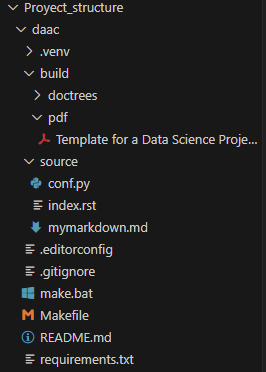 Proyect_structure
daac
.venv
build
doctrees
pdf
Template for a Data Science Proje...
source
conf.py
index.rst
mymarkdown.md
.editorconfig
.gitignore
make.bat
Makefile
README.md
requirements.txt